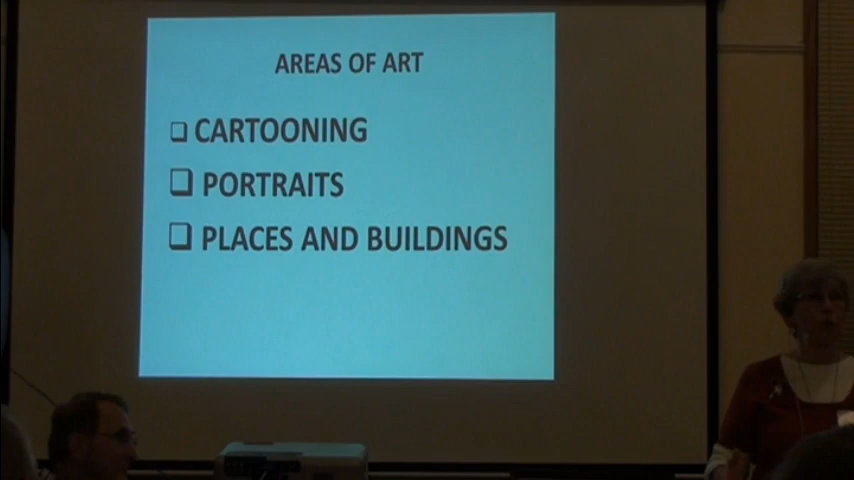 AREAS OF ART
❑ CARTOONING
❑ PORTRAITS
❑ PLACES AND BUILDINGS